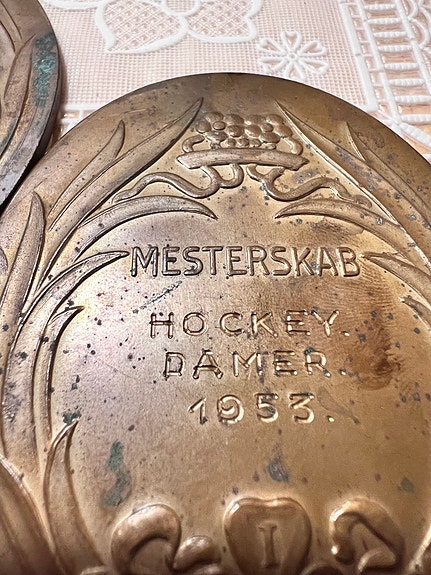 MESTERSKAB
HOCKEY.
DAMER.
1953.
I